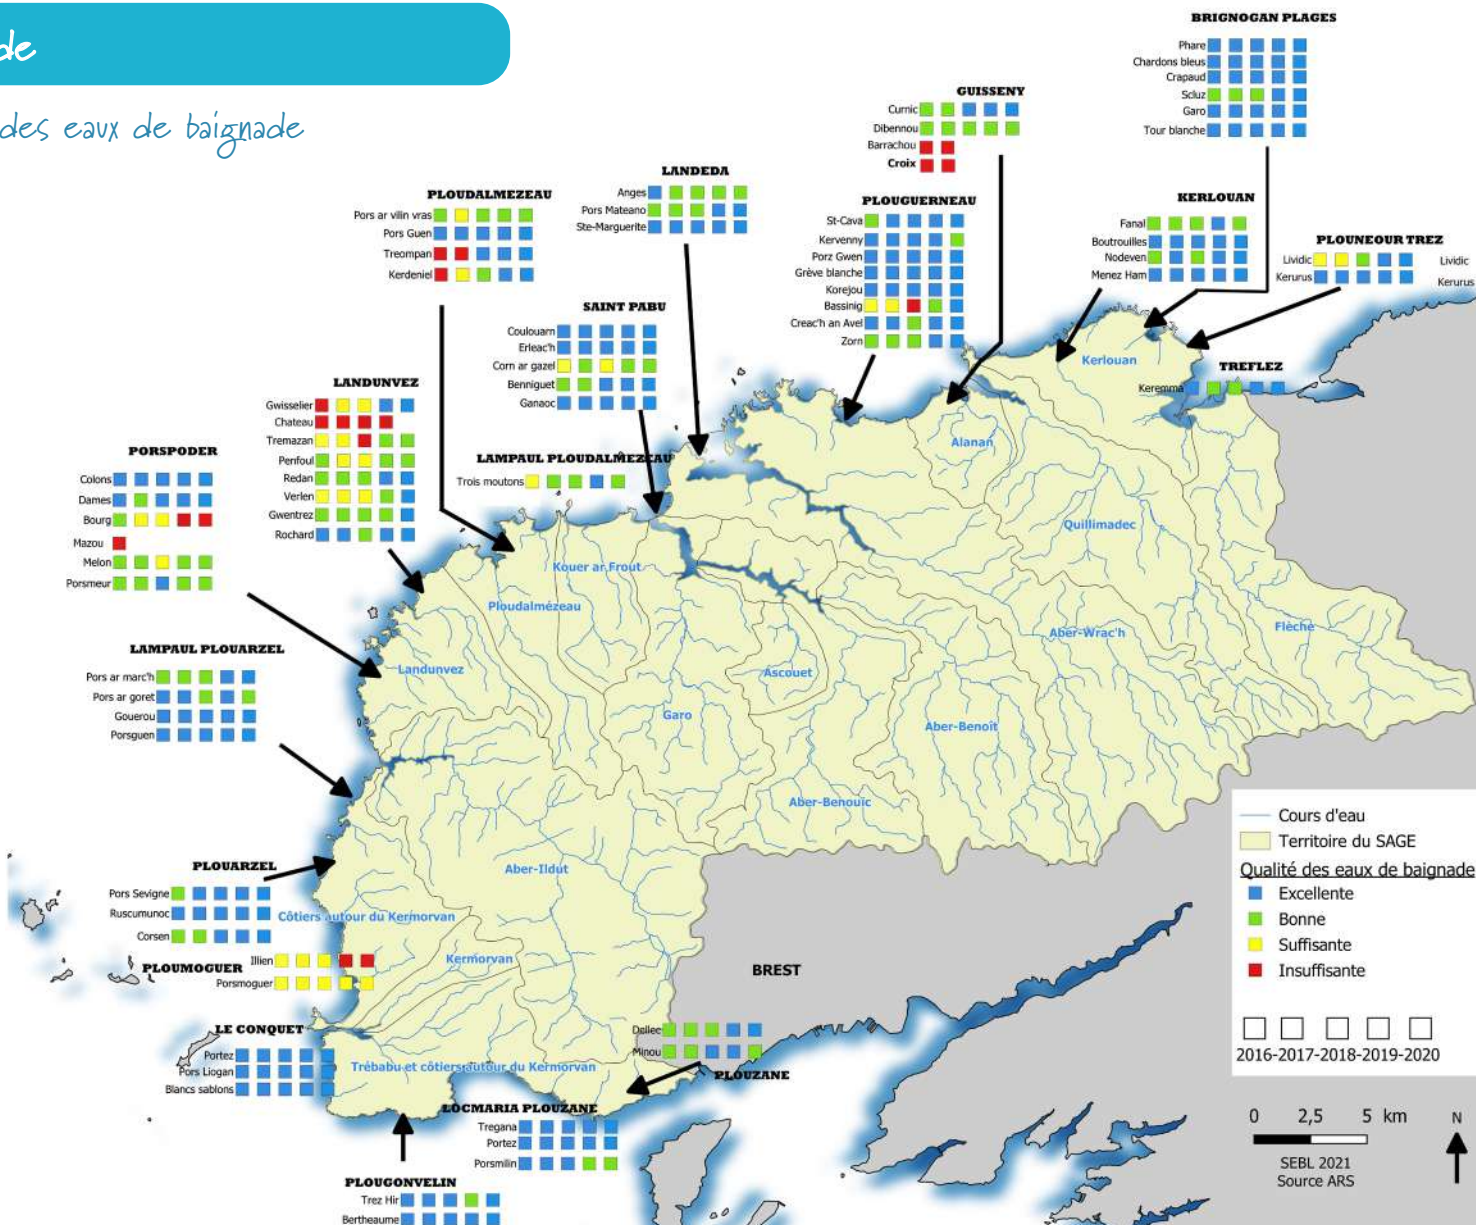 de
des eaux de baignade
BRIGNOGAN PLAGES
Phare
Chardons bleus
Crapaud
Scluz
Garo
Tour blanche
GUISSENY
Curnic
Dibennou
Barrachou
Croix
LANDEDA
Anges
Pors Mateano
Ste-Marguerite
PLOUDALMEZEAU
Pors ar vilin vras
Pors Guen
Treompan
Kerdeniel
PLOUGUERNEAU
St-Cava
Kervenny
Porz Gwen
Grève blanche
Korejou
Bassinig
Creac'h an Avel
Zorn
KERLOUAN
Fanal
Boutrouilles
Nodeven
Menez Ham
PLOUNEOUR TREZ
Lividic
Kerurus
Lividic
Kerurus
SAINT PABU
Coulouarn
Erleac'h
Corn ar gazel
Benniguet
Ganaoc
TREFLEZ
Keremma
LANDUNVEZ
Gwisselier
Chateau
Tremazan
Penfoul
Redan
Verlen
Gwentrez
Rochard
LAMPAUL PLOUDALMEZEAU
Trois moutons
PORSPODER
Colons
Dames
Bourg
Mazou
Melon
Porsmeur
LAMPAUL PLOUARZEL
Pors ar marc'h
Pors ar goret
Gouerou
Porsguen
PLOUARZEL
Pors Sevigne
Ruscumunoc
Corsen
PLOUMOGUER
Illien
Porsmoguer
LE CONQUET
Portez
Pors Liogan
Blancs sablons
PLOUZANE
Dellec
Minou
LOCMARIA PLOUZANE
Tregana
Portez
Porsmilin
PLOUGONVELIN
Trez Hir
Bertheaume
Kerlouan
Alanan
Quillimadec
Kouer ar Frout
Ploudalmézeau
Landunvez
Aber-Wrac'h
Flèche
Ascouet
Garo
Aber-Benoît
Aber-Benouic
Aber-Ildut
Côtiers autour du Kermorvan
Kermorvan
Trébabu et côtiers autour du Kermorvan
BREST
Cours d'eau
Territoire du SAGE
Qualité des eaux de baignade
Excellente
Bonne
Suffisante
Insuffisante
2016-2017-2018-2019-2020
0 2,5 5 km
N
SEBL 2021
Source ARS